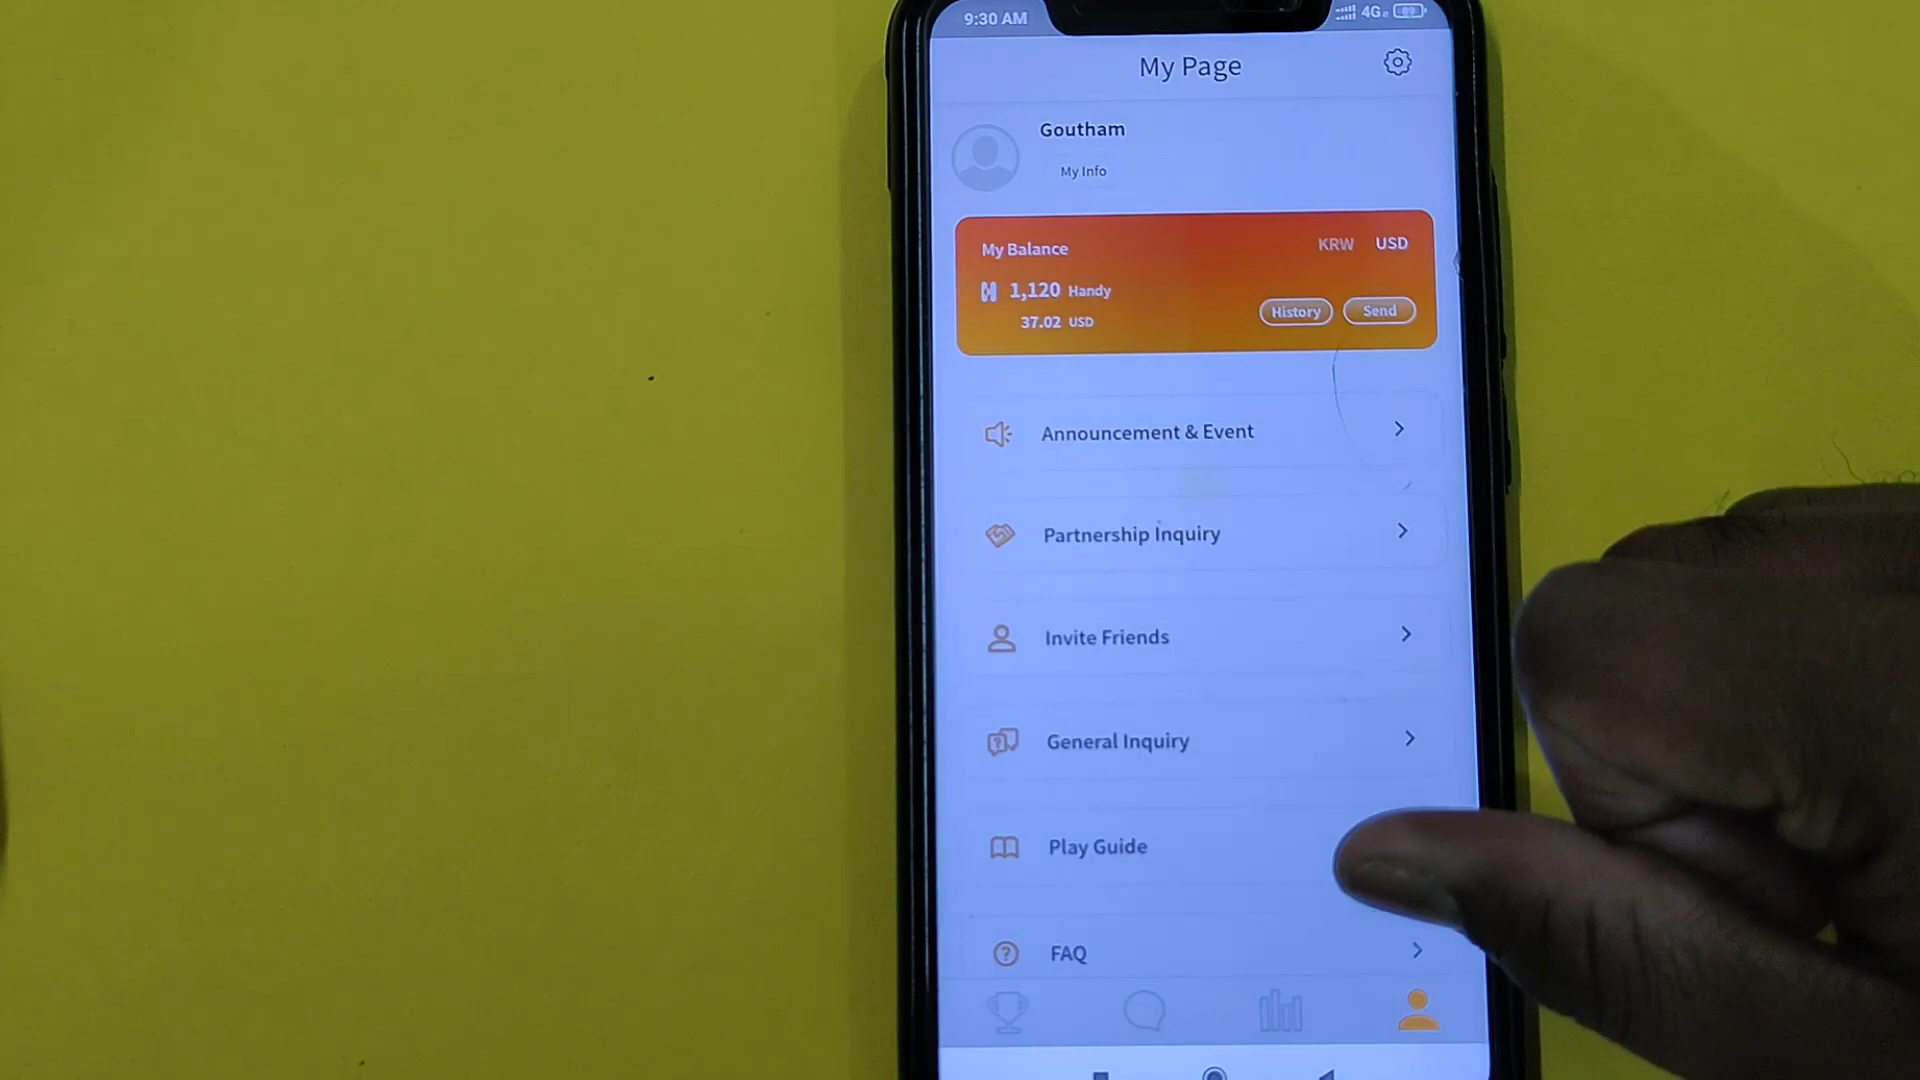 9:30 AM
4G 89
My Page
Goutham
My Info
My Balance
KRW USD
1,120 Handy
37.02 USD
History Send
Announcement & Event
Partnership Inquiry
Invite Friends
General Inquiry
Play Guide
FAQ